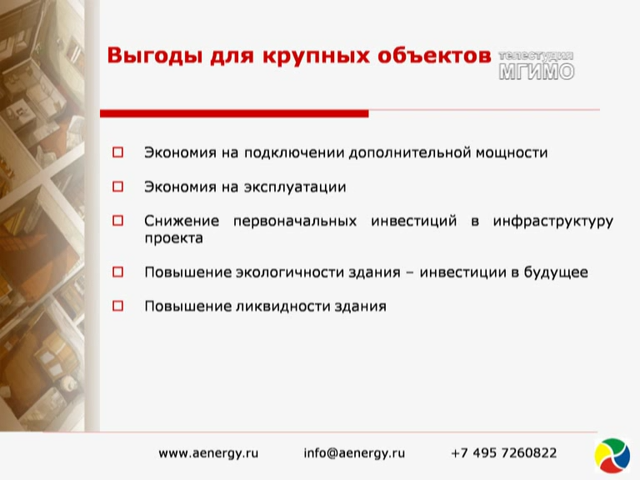 Выгоды для крупных объектов
телестудия
МГИМО
Экономия на подключении дополнительной мощности
Экономия на эксплуатации
Снижение первоначальных инвестиций в инфраструктуру
проекта
Повышение экологичности здания – инвестиции в будущее
Повышение ликвидности здания
www.aenergy.ru info@aenergy.ru +7 495 7260822